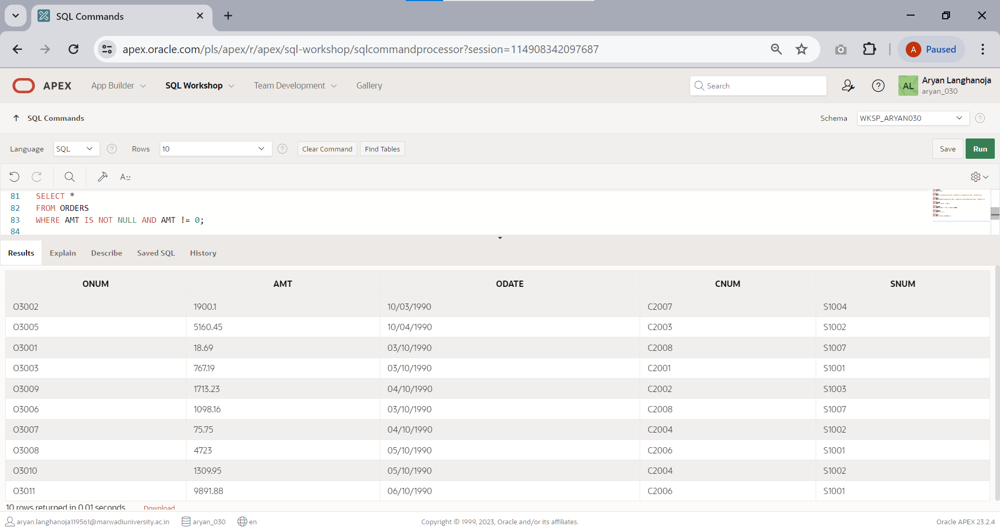 SQL Commands
apex.oracle.com/pls/apex/r/apex/sql-workshop/sqlcommandprocessor?session=114908342097687
A Paused
APEX App Builder SQL Workshop Team Development Gallery Search AL Aryan Langhanoja
aryan_030
SQL Commands Schema WKSP_ARYAN030
Language SQL Rows 10 Clear Command Find Tables Save Run
81 SELECT *
82 FROM ORDERS
83 WHERE AMT IS NOT NULL AND AMT != 0;
84
Results Explain Describe Saved SQL History
ONUM AMT ODATE CNUM SNUM
O3002 1900.1 10/03/1990 C2007 S1004
O3005 5160.45 10/04/1990 C2003 S1002
O3001 18.69 03/10/1990 C2008 S1007
O3003 767.19 03/10/1990 C2001 S1001
O3009 1713.23 04/10/1990 C2002 S1003
O3006 1098.16 03/10/1990 C2008 S1007
O3007 75.75 04/10/1990 C2004 S1002
O3008 4723 05/10/1990 C2006 S1001
O3010 1309.95 05/10/1990 C2004 S1002
O3011 9891.88 06/10/1990 C2006 S1001
10 rows returned in 0.01 seconds Download
aryan.langhanoja119561@marwadiuniversity.ac.in aryan_030 en Copyright © 1999, 2023, Oracle and/or its affiliates. Oracle APEX 23.2.4